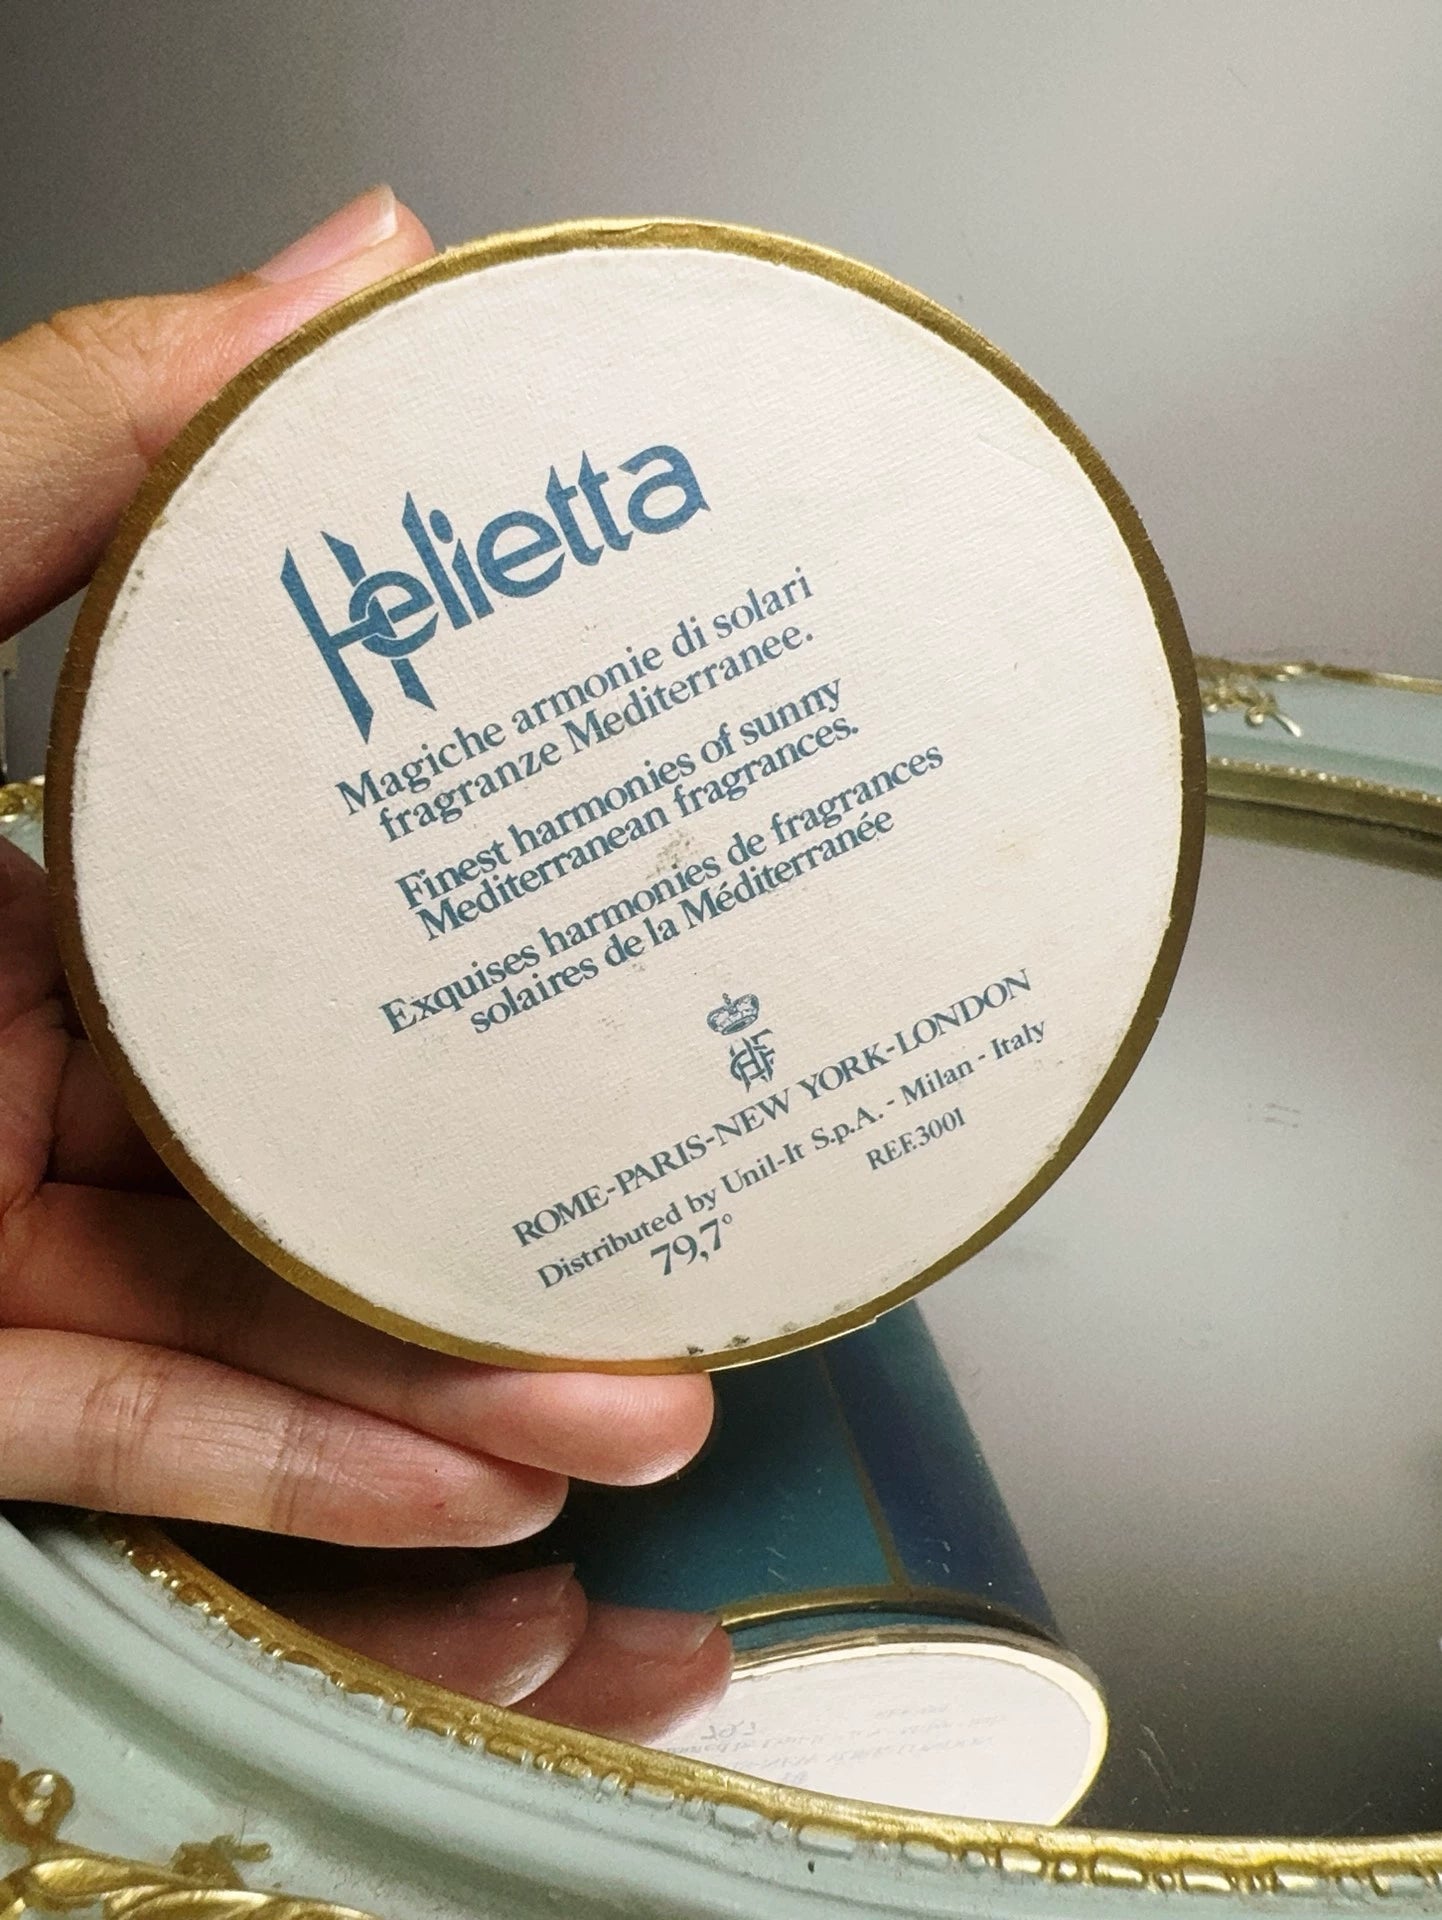 Helietta
Magiche armonie di solari
fragranze Mediterranee.
Finest harmonies of sunny
Mediterranean fragrances.
Exquises harmonies de fragrances
solaires de la Méditerranée
ROME-PARIS-NEW YORK-LONDON
Distributed by Unil-It S.p.A. - Milan - Italy
79,7°
REF.3001